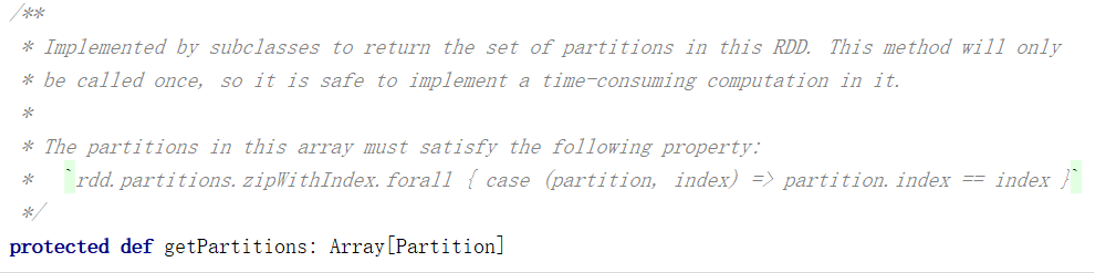 /**
* Implemented by subclasses to return the set of partitions in this RDD. This method will only
* be called once, so it is safe to implement a time-consuming computation in it.
*
* The partitions in this array must satisfy the following property:
*   `rdd.partitions.zipWithIndex.forall { case (partition, index) => partition.index == index }`
*/
protected def getPartitions: Array[Partition]